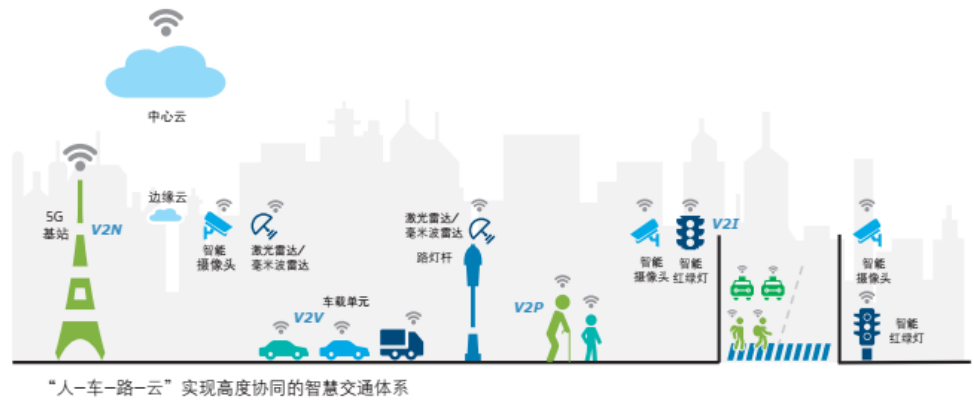 中心云
5G
基站
V2N
边缘云
智能
摄像头
激光雷达/
毫米波雷达
V2V
车载单元
激光雷达/
毫米波雷达
路灯杆
V2P
智能
摄像头
智能
红绿灯
V2I
智能
摄像头
智能
红绿灯
“人–车–路–云”实现高度协同的智慧交通体系